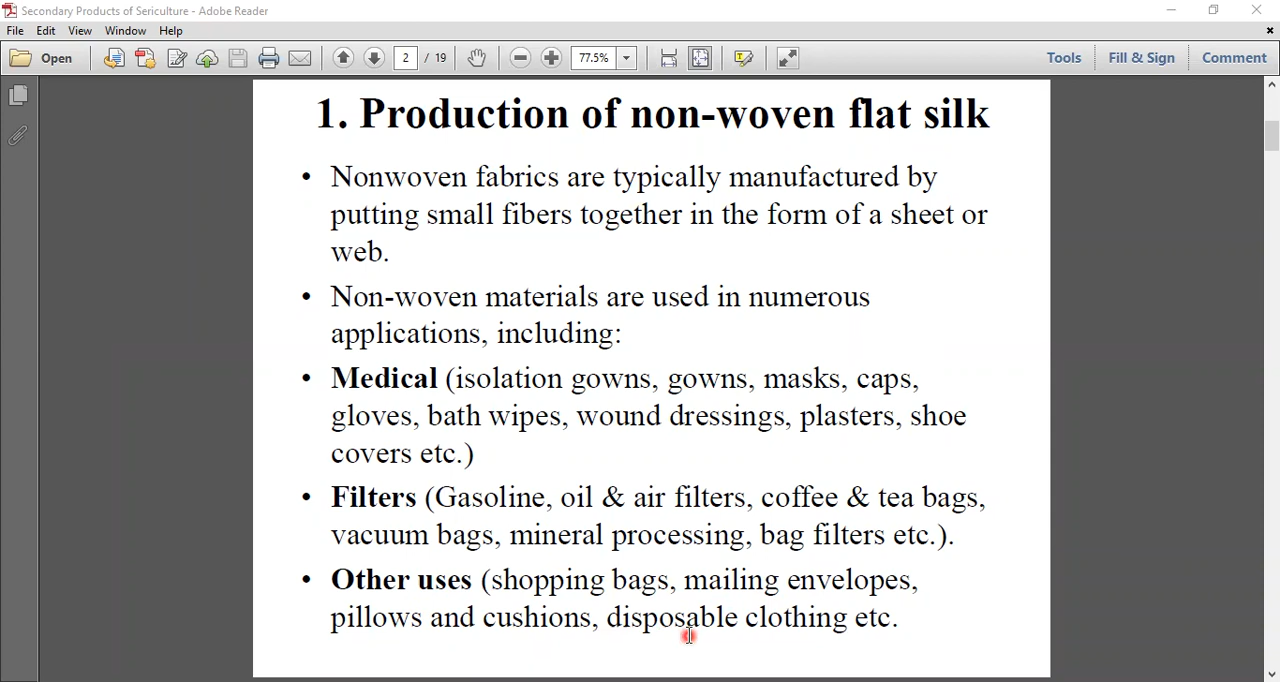 Secondary Products of Sericulture - Adobe Reader
File Edit View Window Help
Open 2 / 19 77.5% Tools Fill & Sign Comment
1. Production of non-woven flat silk
• Nonwoven fabrics are typically manufactured by
putting small fibers together in the form of a sheet or
web.
• Non-woven materials are used in numerous
applications, including:
• Medical (isolation gowns, gowns, masks, caps,
gloves, bath wipes, wound dressings, plasters, shoe
covers etc.)
• Filters (Gasoline, oil & air filters, coffee & tea bags,
vacuum bags, mineral processing, bag filters etc.).
• Other uses (shopping bags, mailing envelopes,
pillows and cushions, disposable clothing etc.